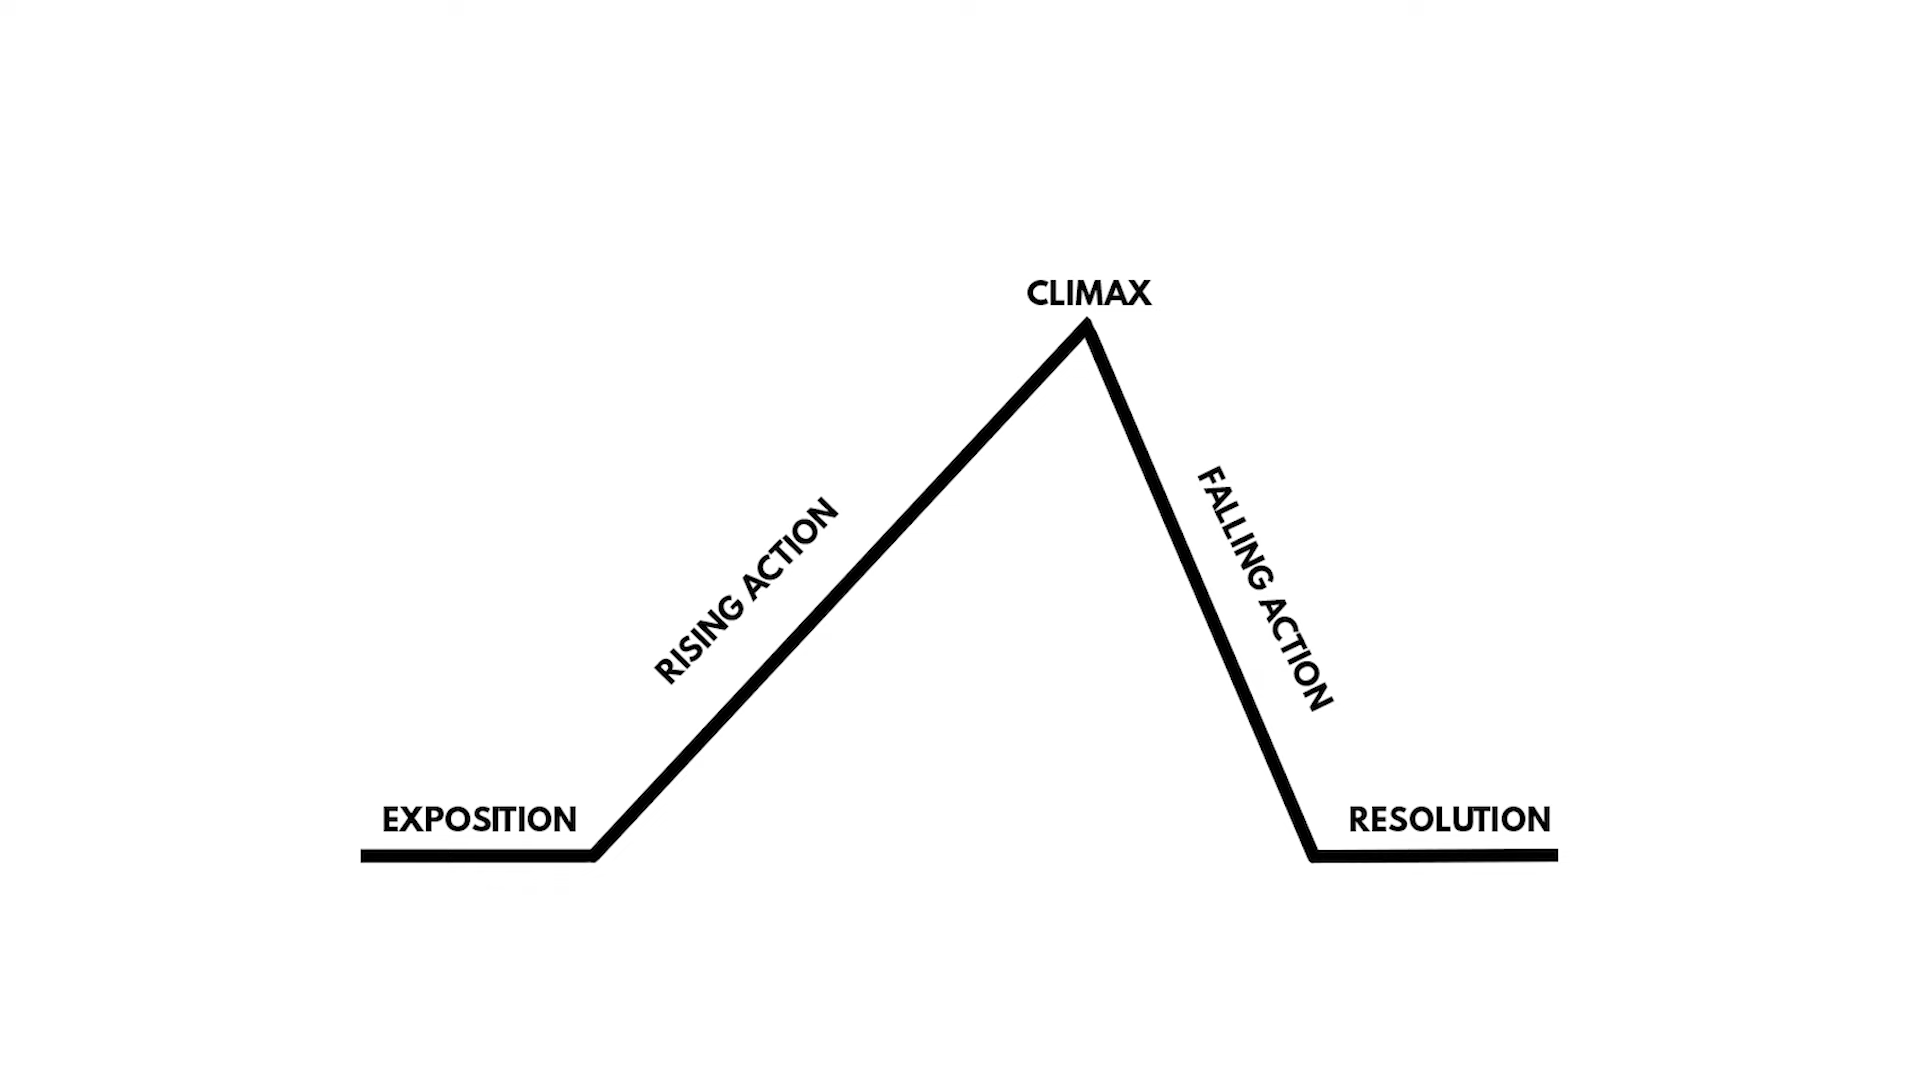 CLIMAX
RISING ACTION
FALLING ACTION
EXPOSITION
RESOLUTION